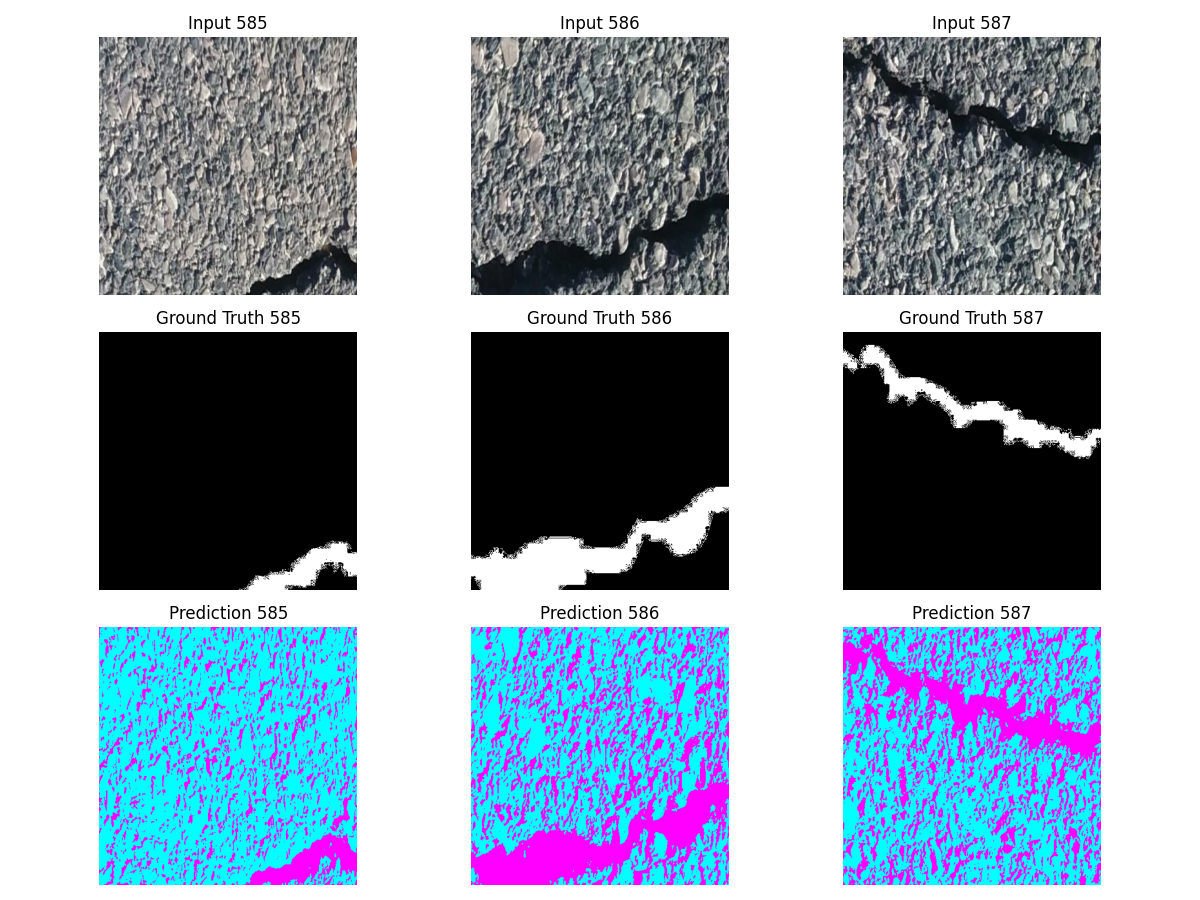 Input 585
Input 586
Input 587
Ground Truth 585
Ground Truth 586
Ground Truth 587
Prediction 585
Prediction 586
Prediction 587